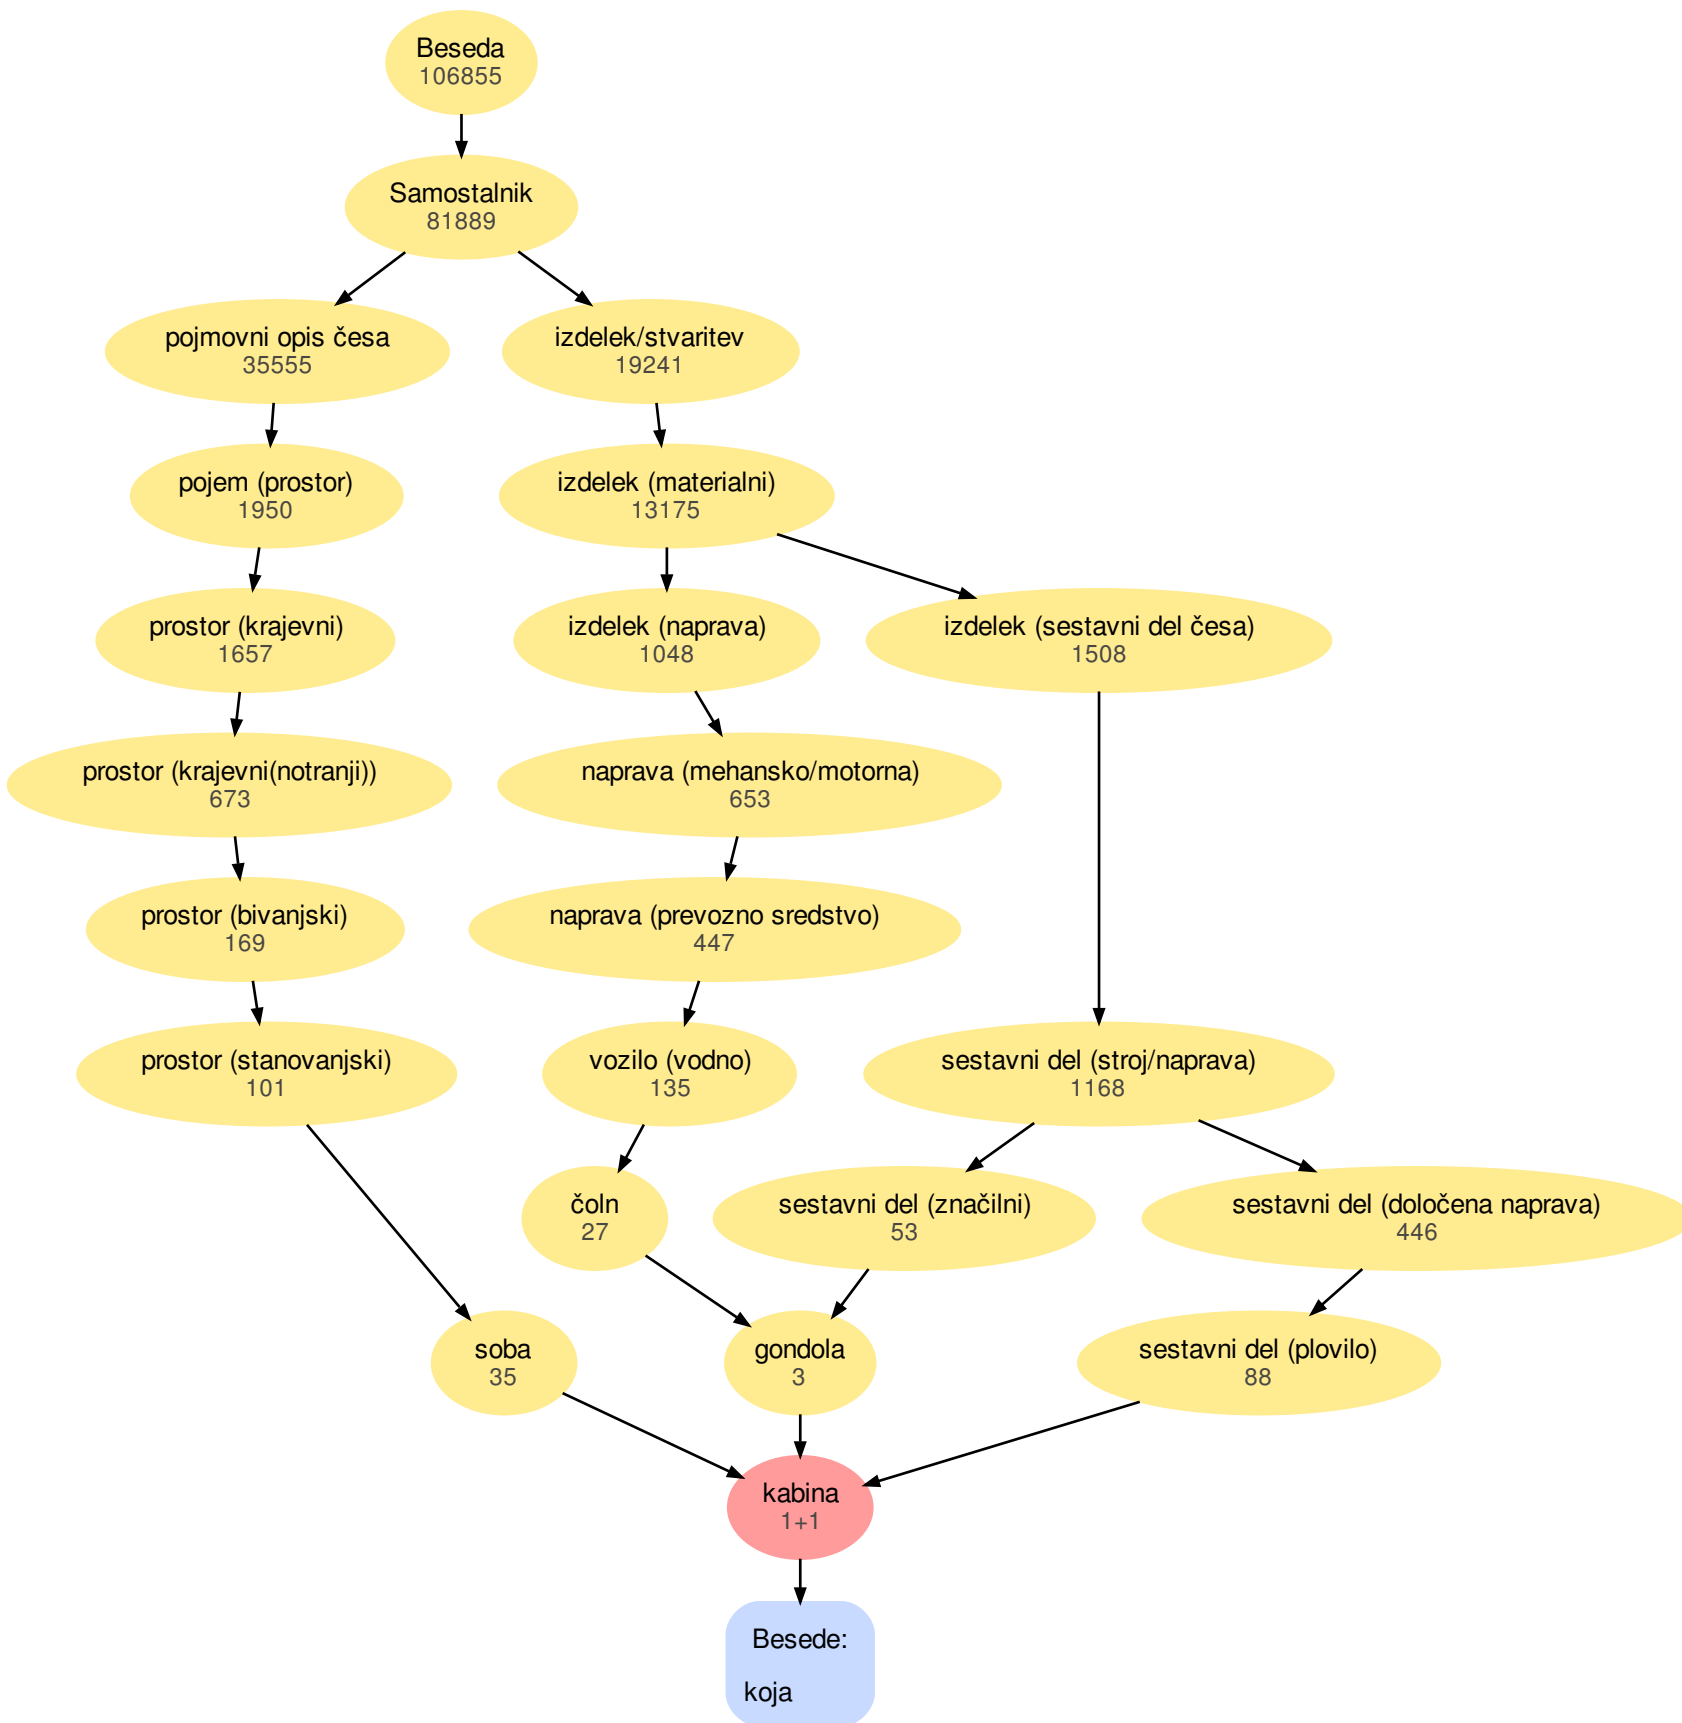 Beseda
106855
Samostalnik
81889
pojmovni opis česa
35555
izdelek/stvaritev
19241
pojem (prostor)
1950
izdelek (materialni)
13175
prostor (krajevni)
1657
izdelek (naprava)
1048
izdelek (sestavni del česa)
1508
prostor (krajevni(notranji))
673
naprava (mehansko/motorna)
653
prostor (bivanjski)
169
naprava (prevozno sredstvo)
447
prostor (stanovanjski)
101
vozilo (vodno)
135
sestavni del (stroj/naprava)
1168
čoln
27
sestavni del (značilni)
53
sestavni del (določena naprava)
446
soba
35
gondola
3
sestavni del (plovilo)
88
kabina
1+1
Besede:
koja